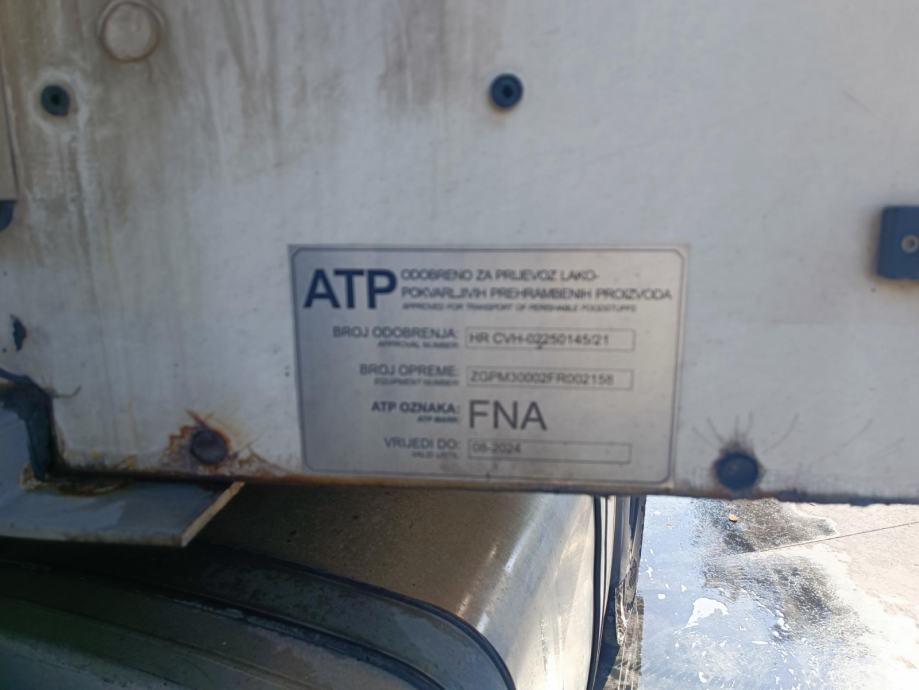 ATP ODOBRENO ZA PRIJEVOZ LAKO-
POKVARLJIVIH PREHRAMBENIH PROIZVODA
APPROVED FOR TRANSPORT OF PERISHABLE FOODSTUFFS
BROJ ODOBRENJA: HR CVH-02250145/21
APPROVAL NUMBER:
BROJ OPREME: ZGPM30002FR002158
EQUIPMENT NUMBER:
ATP OZNAKA: FNA
ATP MARK:
VRIJEDI DO: 08-2024
VALID UNTIL: